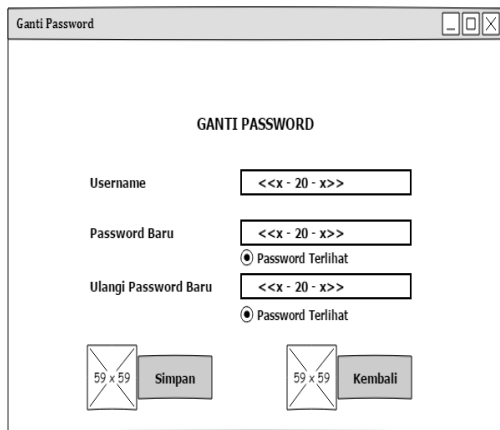 Ganti Password
GANTI PASSWORD
Username <<x - 20 - x>>
Password Baru <<x - 20 - x>>
Password Terlihat
Ulangi Password Baru <<x - 20 - x>>
Password Terlihat
59 x 59 Simpan 59 x 59 Kembali